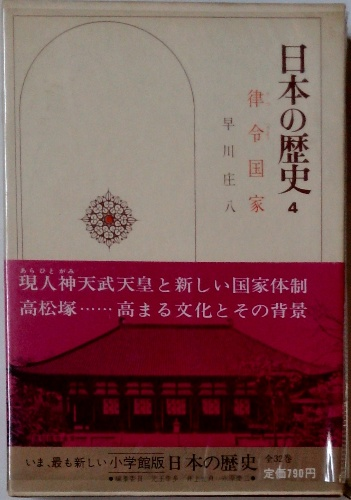 日本の歴史 4
律令国家
早川庄八
あらひとがみ
現人神天武天皇と新しい国家体制
高松塚……高まる文化とその背景
いま、最も新しい 小学館版 日本の歴史 全32巻
定価790円